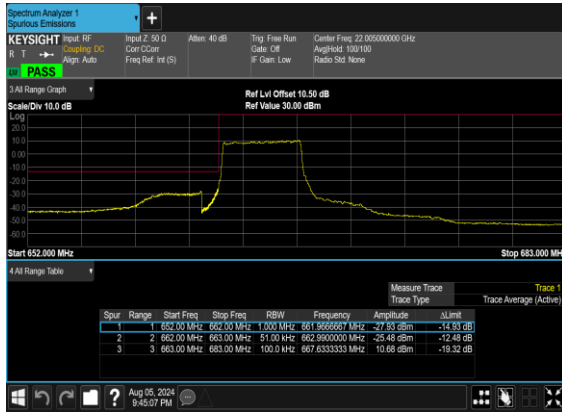 Spectrum Analyzer 1
Spurious Emissions
KEYSIGHT
R T
Input: RF
Coupling: DC
Align: Auto
Input Z: 50 Ω
Corr CCorr
Freq Ref: Int (S)
Atten: 40 dB
Trig: Free Run
Gate: Off
IF Gain: Low
Center Freq: 22.005000000 GHz
Avg|Hold: 100/100
Radio Std: None
PASS
3 All Range Graph
Scale/Div 10.0 dB
Ref Lvl Offset 10.50 dB
Ref Value 30.00 dBm
Log
20.0
10.0
0.00
-10.0
-20.0
-30.0
-40.0
-50.0
-60.0
Start 652.000 MHz
Stop 683.000 MHz
4 All Range Table
Measure Trace Trace 1
Trace Type Trace Average (Active)
Spur Range Start Freq Stop Freq RBW Frequency Amplitude ΔLimit
1 1 652.00 MHz 662.00 MHz 1.000 MHz 661.9666667 MHz -27.93 dBm -14.93 dB
2 2 662.00 MHz 663.00 MHz 51.00 kHz 662.9900000 MHz -25.48 dBm -12.48 dB
3 3 663.00 MHz 683.00 MHz 100.0 kHz 667.6333333 MHz 10.68 dBm -19.32 dB
Aug 05, 2024
9:45:07 PM